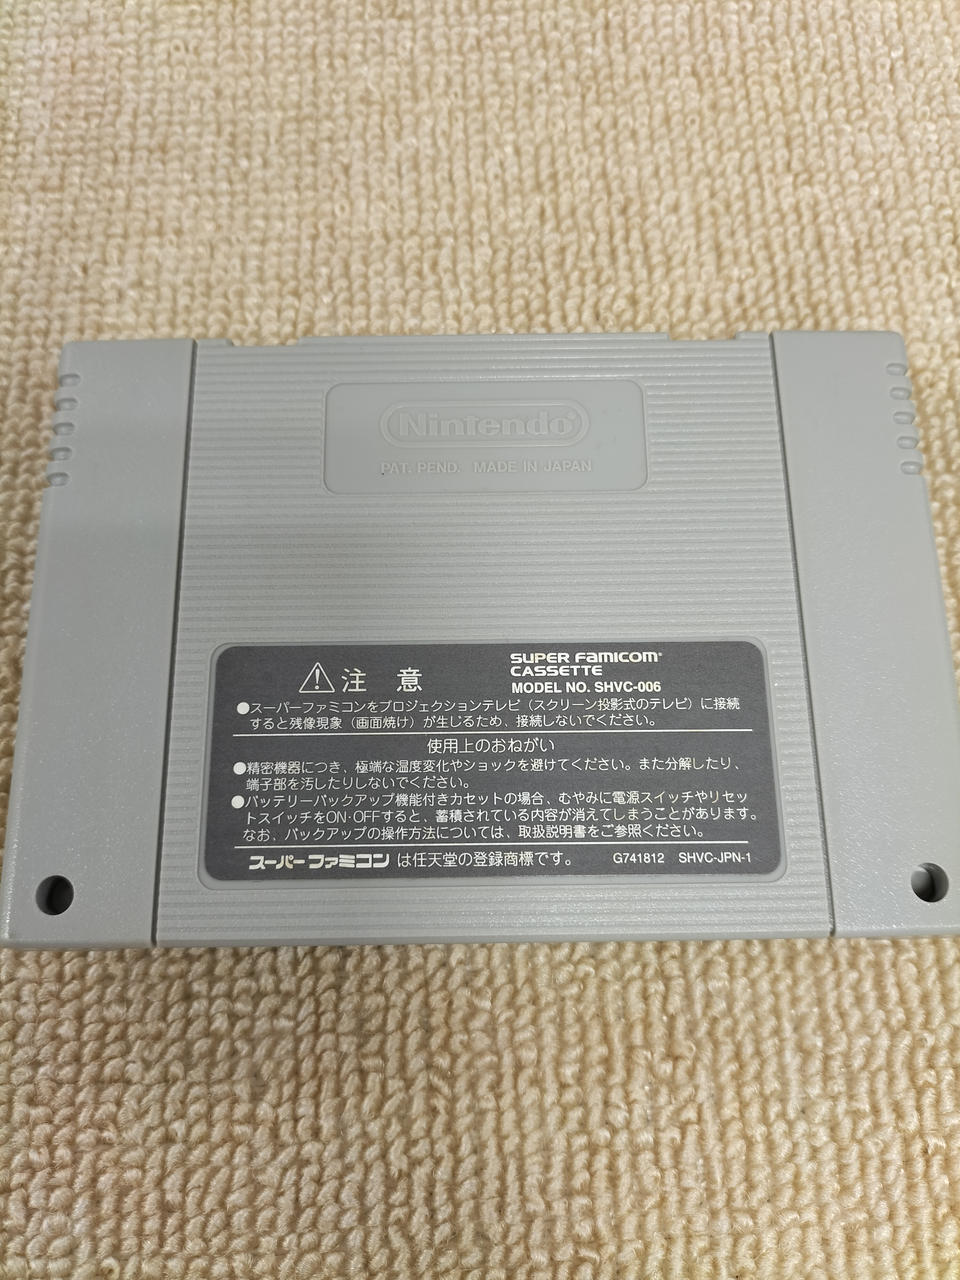 Nintendo®
PAT. PEND. MADE IN JAPAN
⚠注 意
SUPER FAMICOM®
CASSETTE
MODEL NO. SHVC-006
●スーパーファミコンをプロジェクションテレビ（スクリーン投影式のテレビ）に接続
すると残像現象（画面焼け）が生じるため、接続しないでください。
使用上のおねがい
●精密機器につき、極端な温度変化やショックを避けてください。また分解したり、
端子部を汚したりしないでください。
●バッテリーバックアップ機能付きカセットの場合、むやみに電源スイッチやリセッ
トスイッチをON·OFFすると、蓄積されている内容が消えてしまうことがあります。
なお、バックアップの操作方法については、取扱説明書をご参照ください。
スーパーファミコン は任天堂の登録商標です。 G741812 SHVC-JPN-1